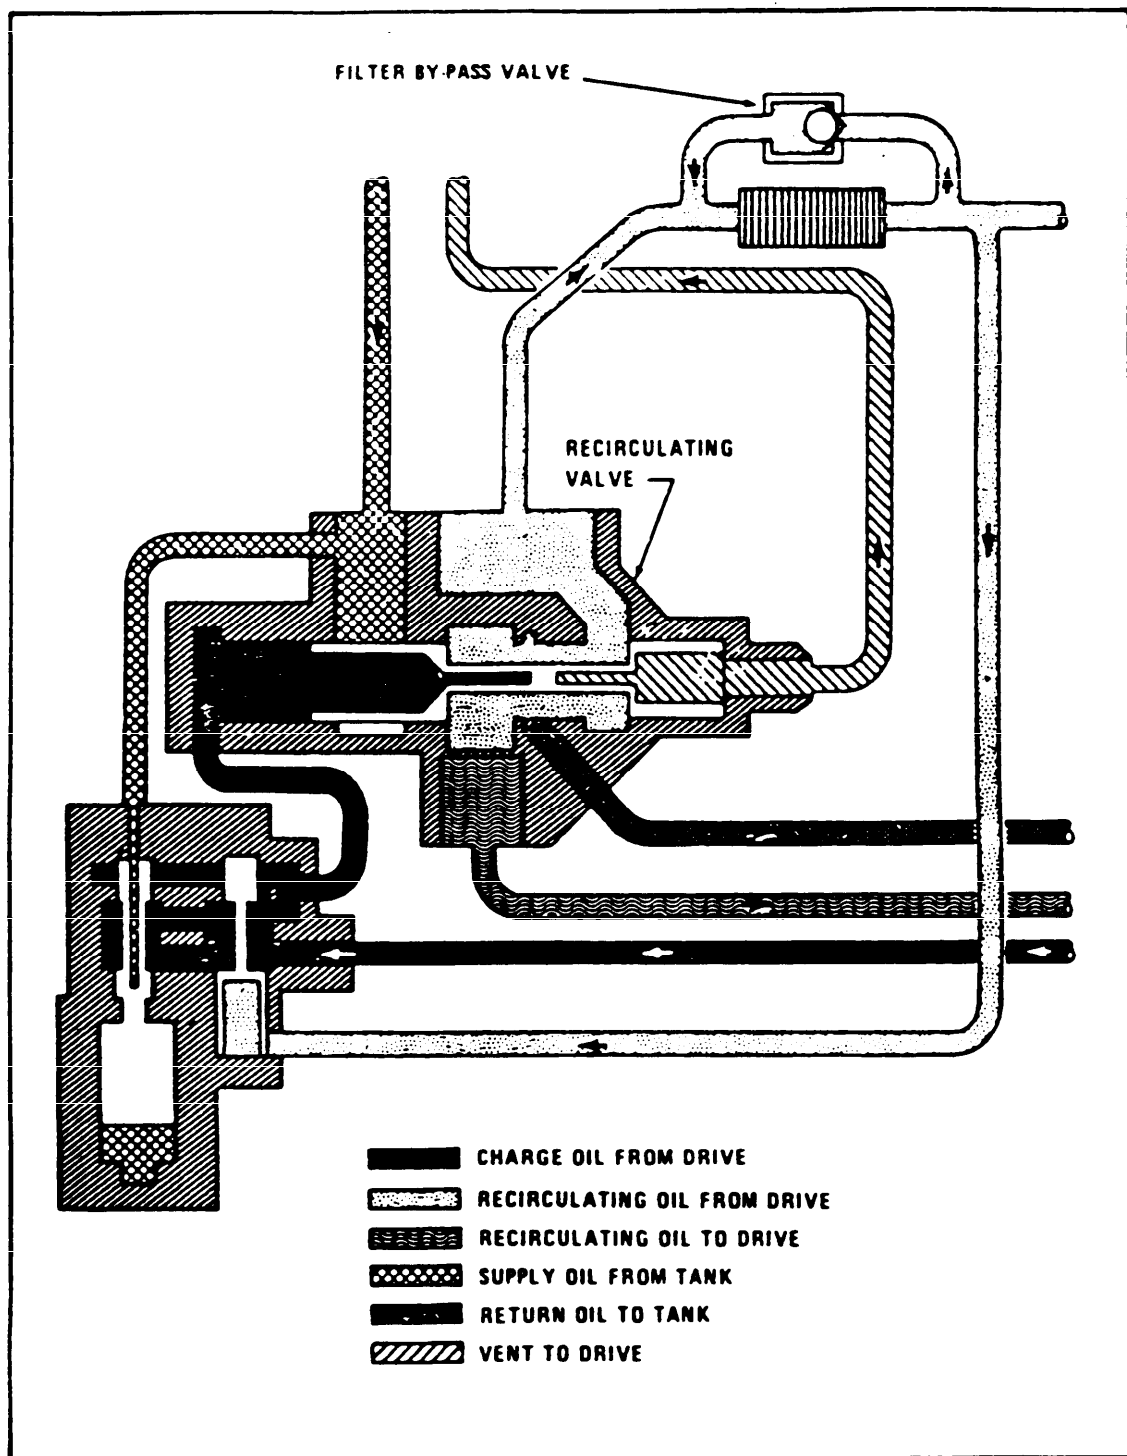 FILTER BY-PASS VALVE
RECIRCULATING
VALVE
CHARGE OIL FROM DRIVE
RECIRCULATING OIL FROM DRIVE
RECIRCULATING OIL TO DRIVE
SUPPLY OIL FROM TANK
RETURN OIL TO TANK
VENT TO DRIVE